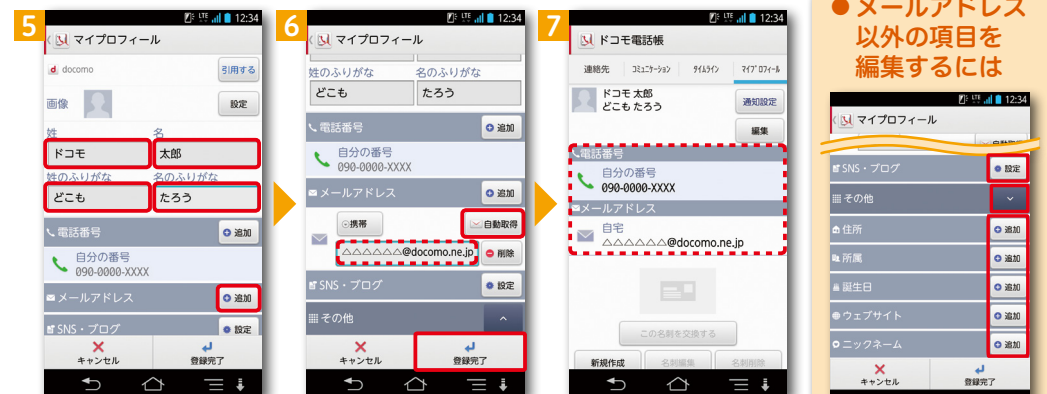 5
LTE 12:34
マイプロフィール
docomo 引用する
画像 設定
姓 名
ドコモ 太郎
姓のふりがな 名のふりがな
どこも たろう
電話番号 追加
自分の番号
090-0000-XXXX
メールアドレス 追加
SNS・ブログ 設定
キャンセル 登録完了
6
LTE 12:34
マイプロフィール
姓のふりがな 名のふりがな
どこも たろう
電話番号 追加
自分の番号
090-0000-XXXX
メールアドレス 追加
携帯 自動取得
△△△△△△@docomo.ne.jp 削除
SNS・ブログ 設定
その他
キャンセル 登録完了
7
LTE 12:34
ドコモ電話帳
連絡先 コミュニケーション タイムライン マイプロフィール
ドコモ 太郎
どこも たろう
通知設定
編集
電話番号
自分の番号
090-0000-XXXX
メールアドレス
自宅
△△△△△△@docomo.ne.jp
この名刺を交換する
新規作成 名刺編集 名刺削除
●メールアドレス
以外の項目を
編集するには
LTE 12:34
マイプロフィール
SNS・ブログ 設定
その他
住所 追加
所属 追加
誕生日 追加
ウェブサイト 追加
ニックネーム 追加
キャンセル 登録完了